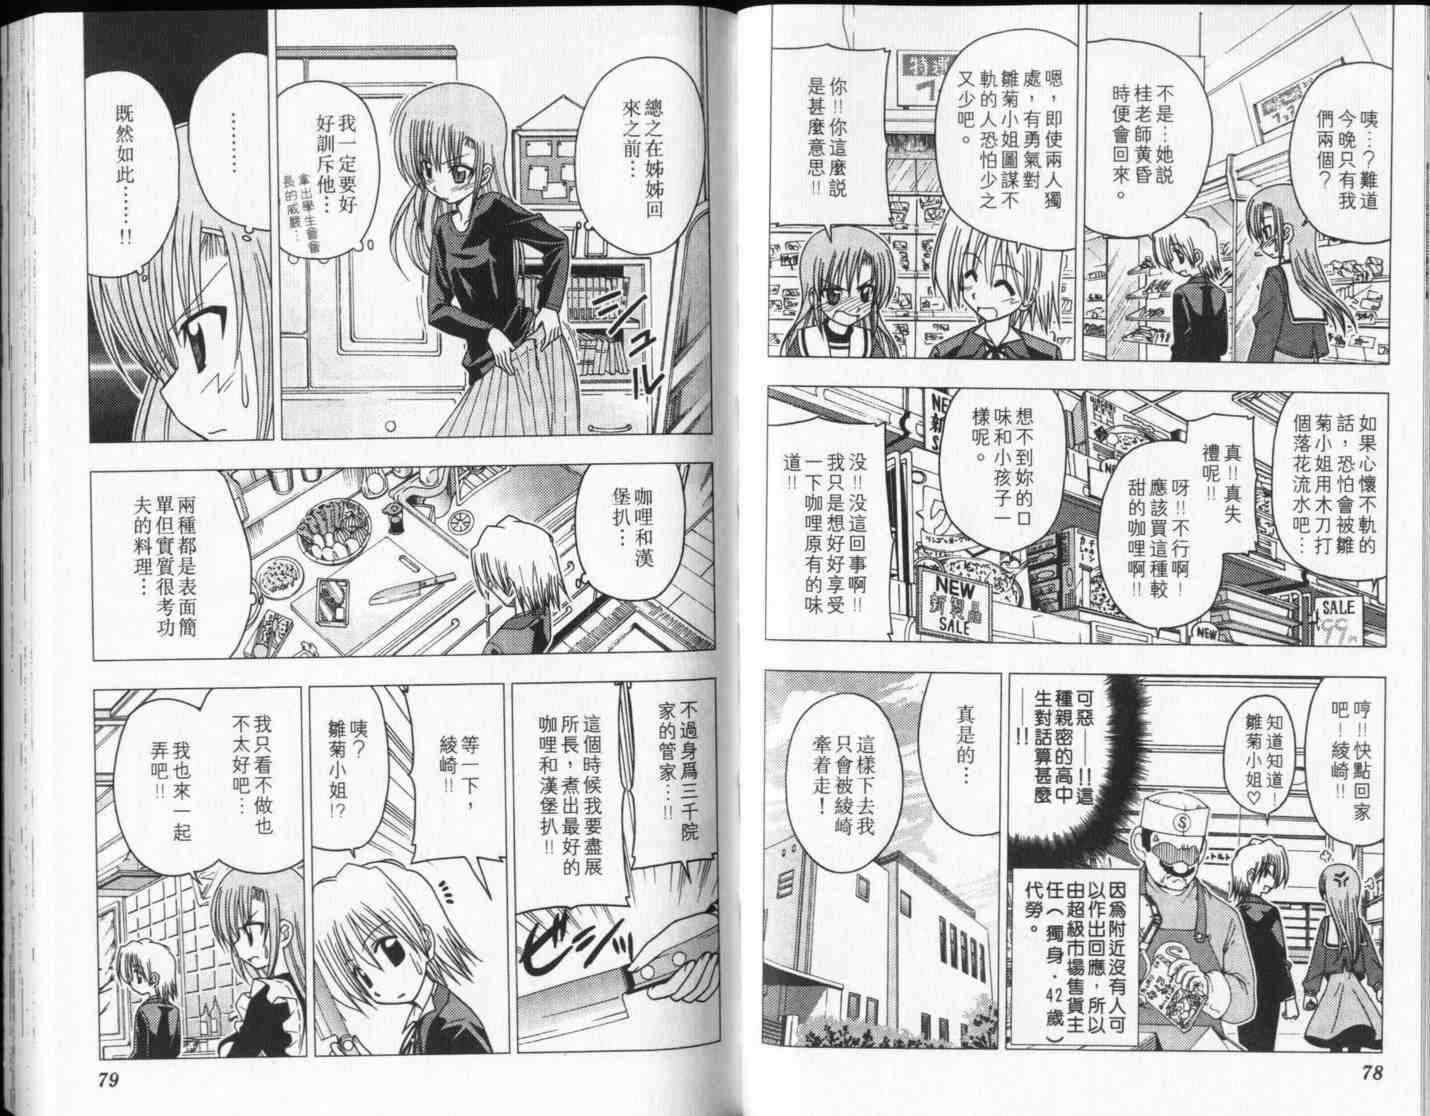 咦…?難道
今晚只有我
們兩個?
不是…她說
桂老師黄昏
時便會回來。
嗯，即使兩人獨
處，有勇氣對
雛菊小姐圖謀不
軌的人恐怕少之
又少吧。
你!!你這麼說
是甚麼意思!!
如果心懷不軌的
話，恐怕會被雛
菊小姐用木刀打
個落花流水吧…
真!!真失
禮呢!!
呀!!不行啊!
應該買這種較
甜的咖哩啊!!
想不到妳的口
味和小孩子一
樣呢。
没!!没這回事啊!!
我只是想好好享受
一下咖哩原有的味
道!!
NEW
SALE
NEW
SALE
哼!!快點回家
吧!綾崎!!
知道知道!
雛菊小姐♡
可惡──!!這
種親密的高中
生對話算甚麼
──!!
因爲附近没有人可
以作出回應，所以
由超級市場售貨主
任（獨身．42歲）
代勞。
真是的…
這樣下去我
只會被綾崎
牽着走！
78
總之在姊姊回
來之前…
我一定要好
好訓斥他…
拿出學生會會
長的威嚴…
………
既然如此…!!
咖哩和漢
堡扒…
兩種都是表面簡
單但實質很考功
夫的料理…
不過身爲三千院
家的管家…!!
這個時候我要盡展
所長，煮出最好的
咖哩和漢堡扒!!
等一下，
綾崎!!
咦?
雛菊小姐!?
我只看不做也
不太好吧…
我也來一起
弄吧!!
79